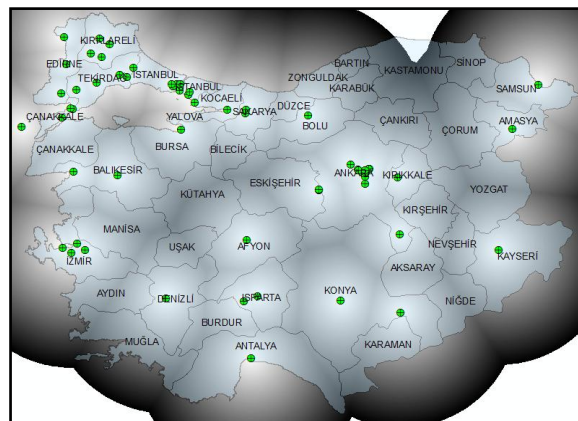 KIRKLARELİ
EDİRNE
TEKİRDAĞ
İSTANBUL
İSTANBUL
KOCAELİ
ÇANAKKALE
YALOVA
SAKARYA
DÜZCE
ZONGULDAK
BARTIN
KARABÜK
KASTAMONU
SİNOP
SAMSUN
ÇANAKKALE
BURSA
BİLECİK
BOLU
ÇANKIRI
ÇORUM
AMASYA
BALIKESİR
KÜTAHYA
ESKİŞEHİR
ANKARA
KIRIKKALE
YOZGAT
KIRŞEHİR
MANİSA
UŞAK
AFYON
NEVŞEHİR
KAYSERİ
İZMİR
AKSARAY
AYDIN
DENİZLİ
ISPARTA
KONYA
NİĞDE
BURDUR
MUĞLA
ANTALYA
KARAMAN